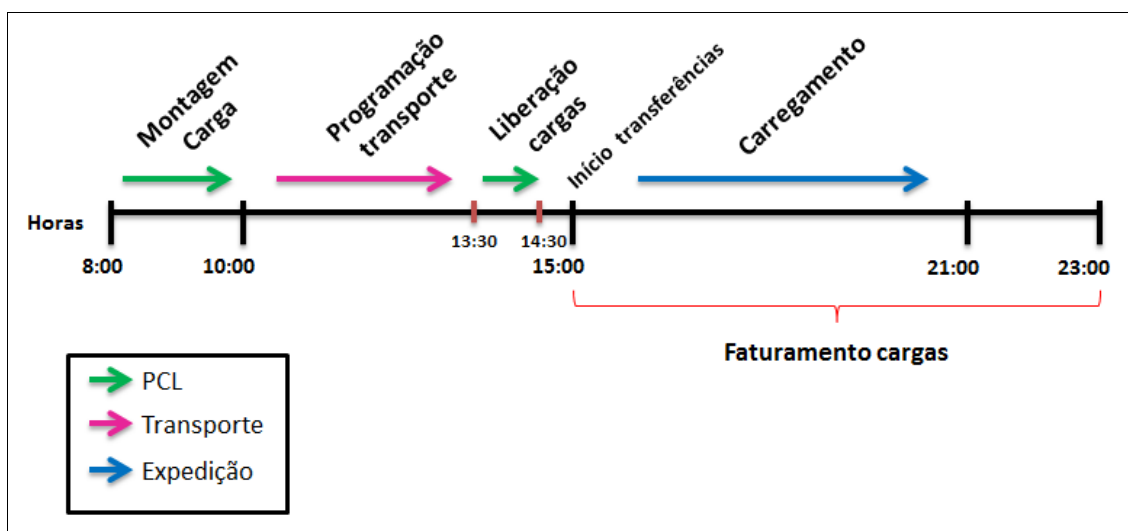 Montagem
Carga
Programação
transporte
Liberação
cargas
Início transferências
Carregamento
Horas
13:30
14:30
8:00
10:00
15:00
21:00
23:00
Faturamento cargas
PCL
Transporte
Expedição